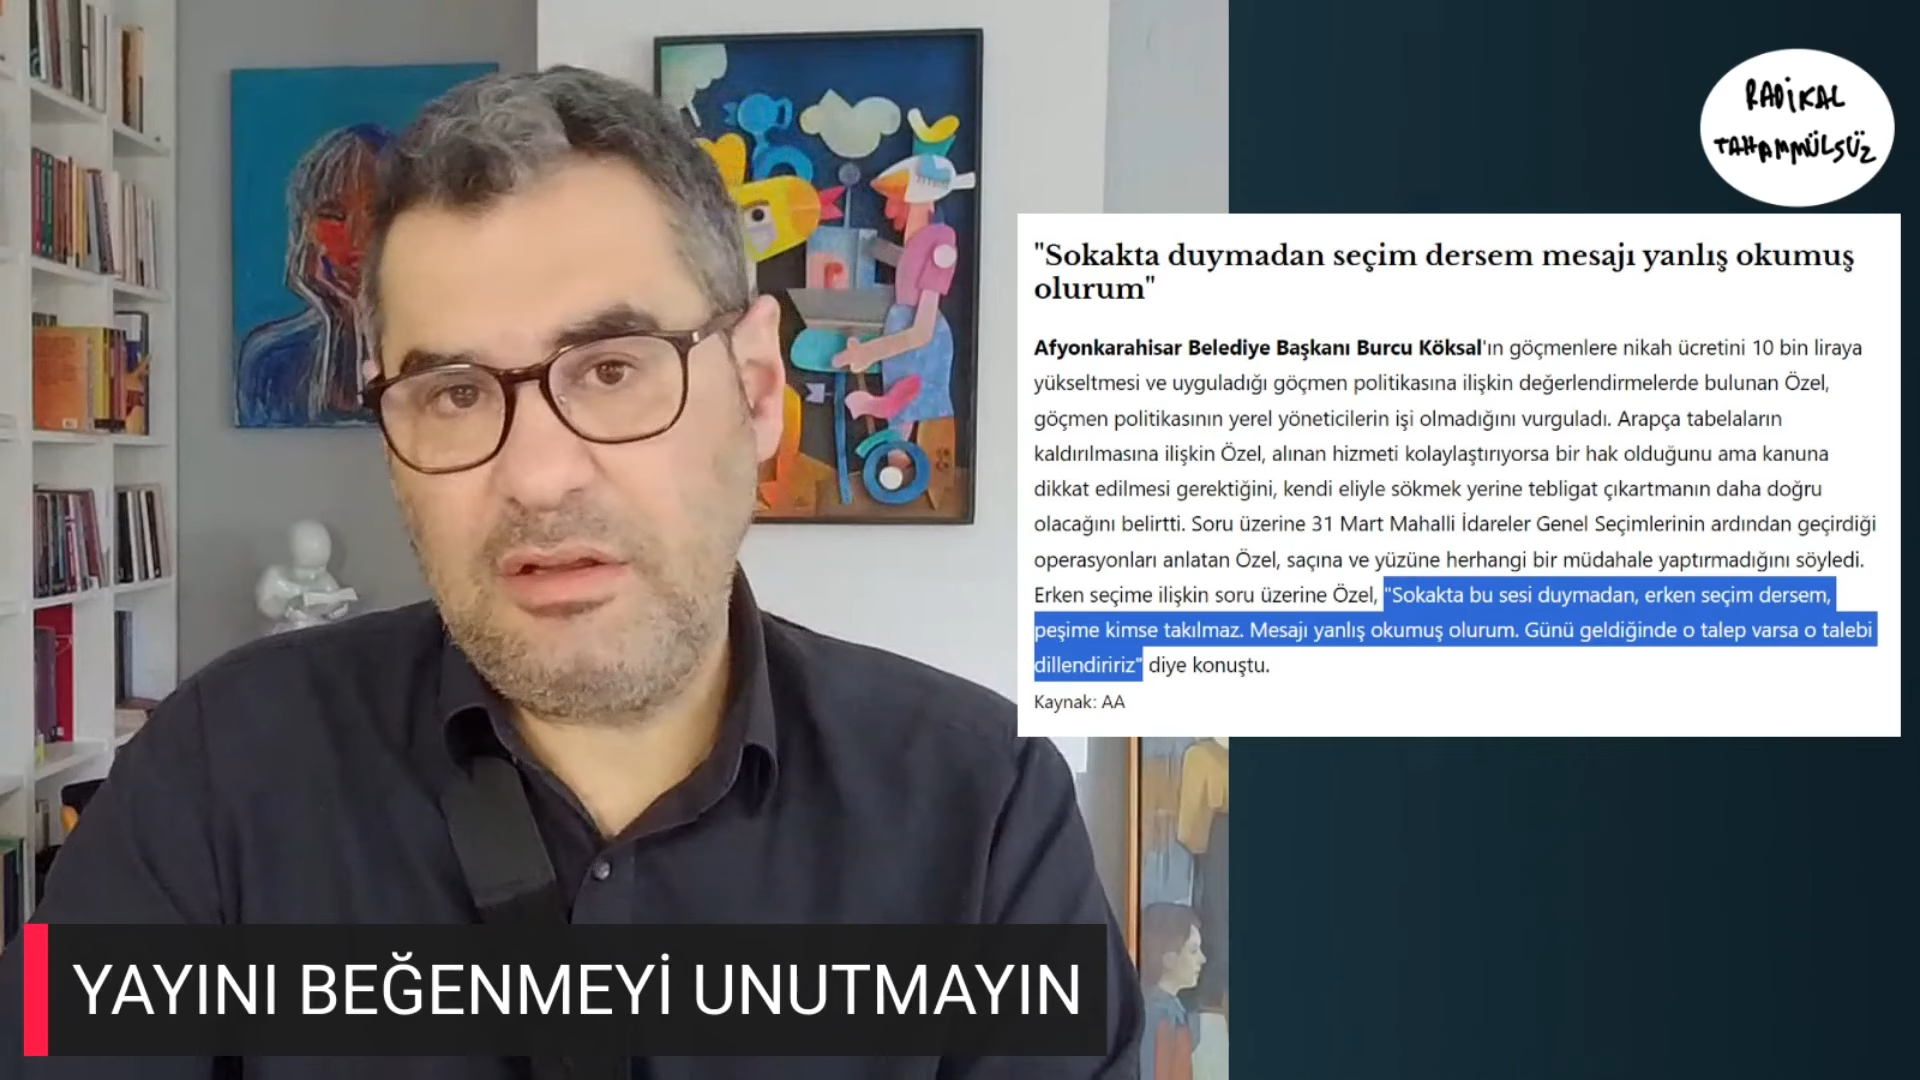 RADİKAL
TAHAMMÜLSÜZ
"Sokakta duymadan seçim dersem mesajı yanlış okumuş
olurum"
Afyonkarahisar Belediye Başkanı Burcu Köksal'ın göçmenlere nikah ücretini 10 bin liraya
yükseltmesi ve uyguladığı göçmen politikasına ilişkin değerlendirmelerde bulunan Özel,
göçmen politikasının yerel yöneticilerin işi olmadığını vurguladı. Arapça tabelaların
kaldırılmasına ilişkin Özel, alınan hizmeti kolaylaştırıyorsa bir hak olduğunu ama kanuna
dikkat edilmesi gerektiğini, kendi eliyle sökmek yerine tebligat çıkartmanın daha doğru
olacağını belirtti. Soru üzerine 31 Mart Mahalli İdareler Genel Seçimlerinin ardından geçirdiği
operasyonları anlatan Özel, saçına ve yüzüne herhangi bir müdahale yaptırmadığını söyledi.
Erken seçime ilişkin soru üzerine Özel, "Sokakta bu sesi duymadan, erken seçim dersem,
peşime kimse takılmaz. Mesajı yanlış okumuş olurum. Günü geldiğinde o talep varsa o talebi
dillendiririz" diye konuştu.
Kaynak: AA
YAYINI BEĞENMEYİ UNUTMAYIN